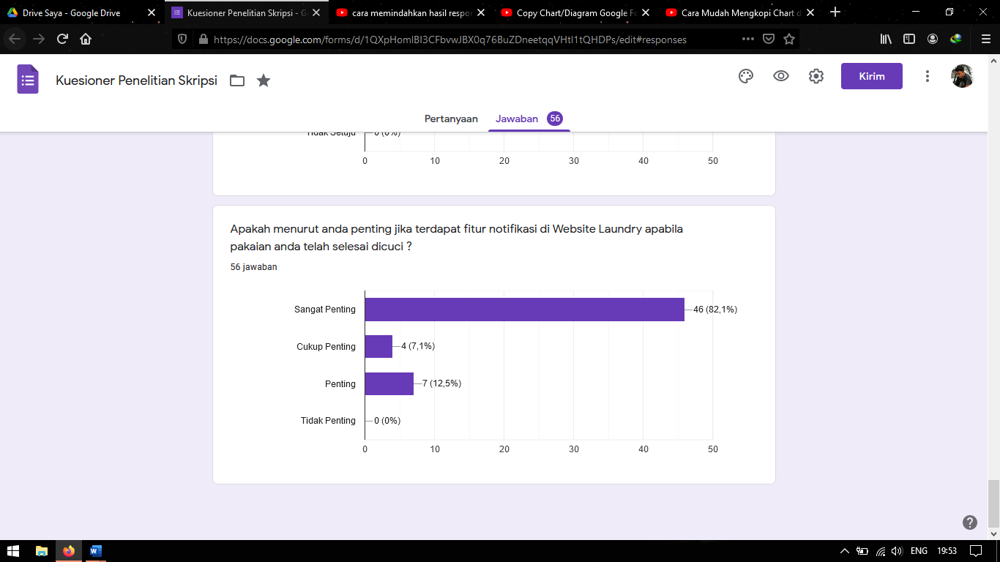 Drive Saya - Google Drive
Kuesioner Penelitian Skripsi - G
cara memindahkan hasil respo
Copy Chart/Diagram Google Fo
Cara Mudah Mengkopi Chart d
https://docs.google.com/forms/d/1QXpHomlBI3CFbvwJBX0q76BuZDneetqqVHtl1tQHDPs/edit#responses
Kuesioner Penelitian Skripsi
Kirim
Pertanyaan
Jawaban 56
Tidak Setuju 0 (0%)
0 10 20 30 40 50
Apakah menurut anda penting jika terdapat fitur notifikasi di Website Laundry apabila
pakaian anda telah selesai dicuci ?
56 jawaban
Sangat Penting 46 (82,1%)
Cukup Penting 4 (7,1%)
Penting 7 (12,5%)
Tidak Penting 0 (0%)
0 10 20 30 40 50
ENG 19:53